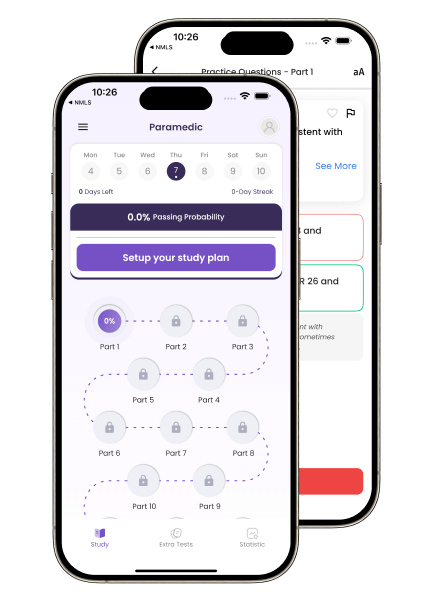 10:26
◀ NMLS
Practice Questions - Part 1
aA
stent with
See More
3 and
R 26 and
nt with
ometimes
10:26
◀ NMLS
Paramedic
Mon Tue Wed Thu Fri Sat Sun
4 5 6 7 8 9 10
0 Days Left 0-Day Streak
0.0% Passing Probability
Setup your study plan
0%
Part 1 Part 2 Part 3
Part 5 Part 4
Part 6 Part 7 Part 8
Part 10 Part 9
Study Extra Tests Statistic